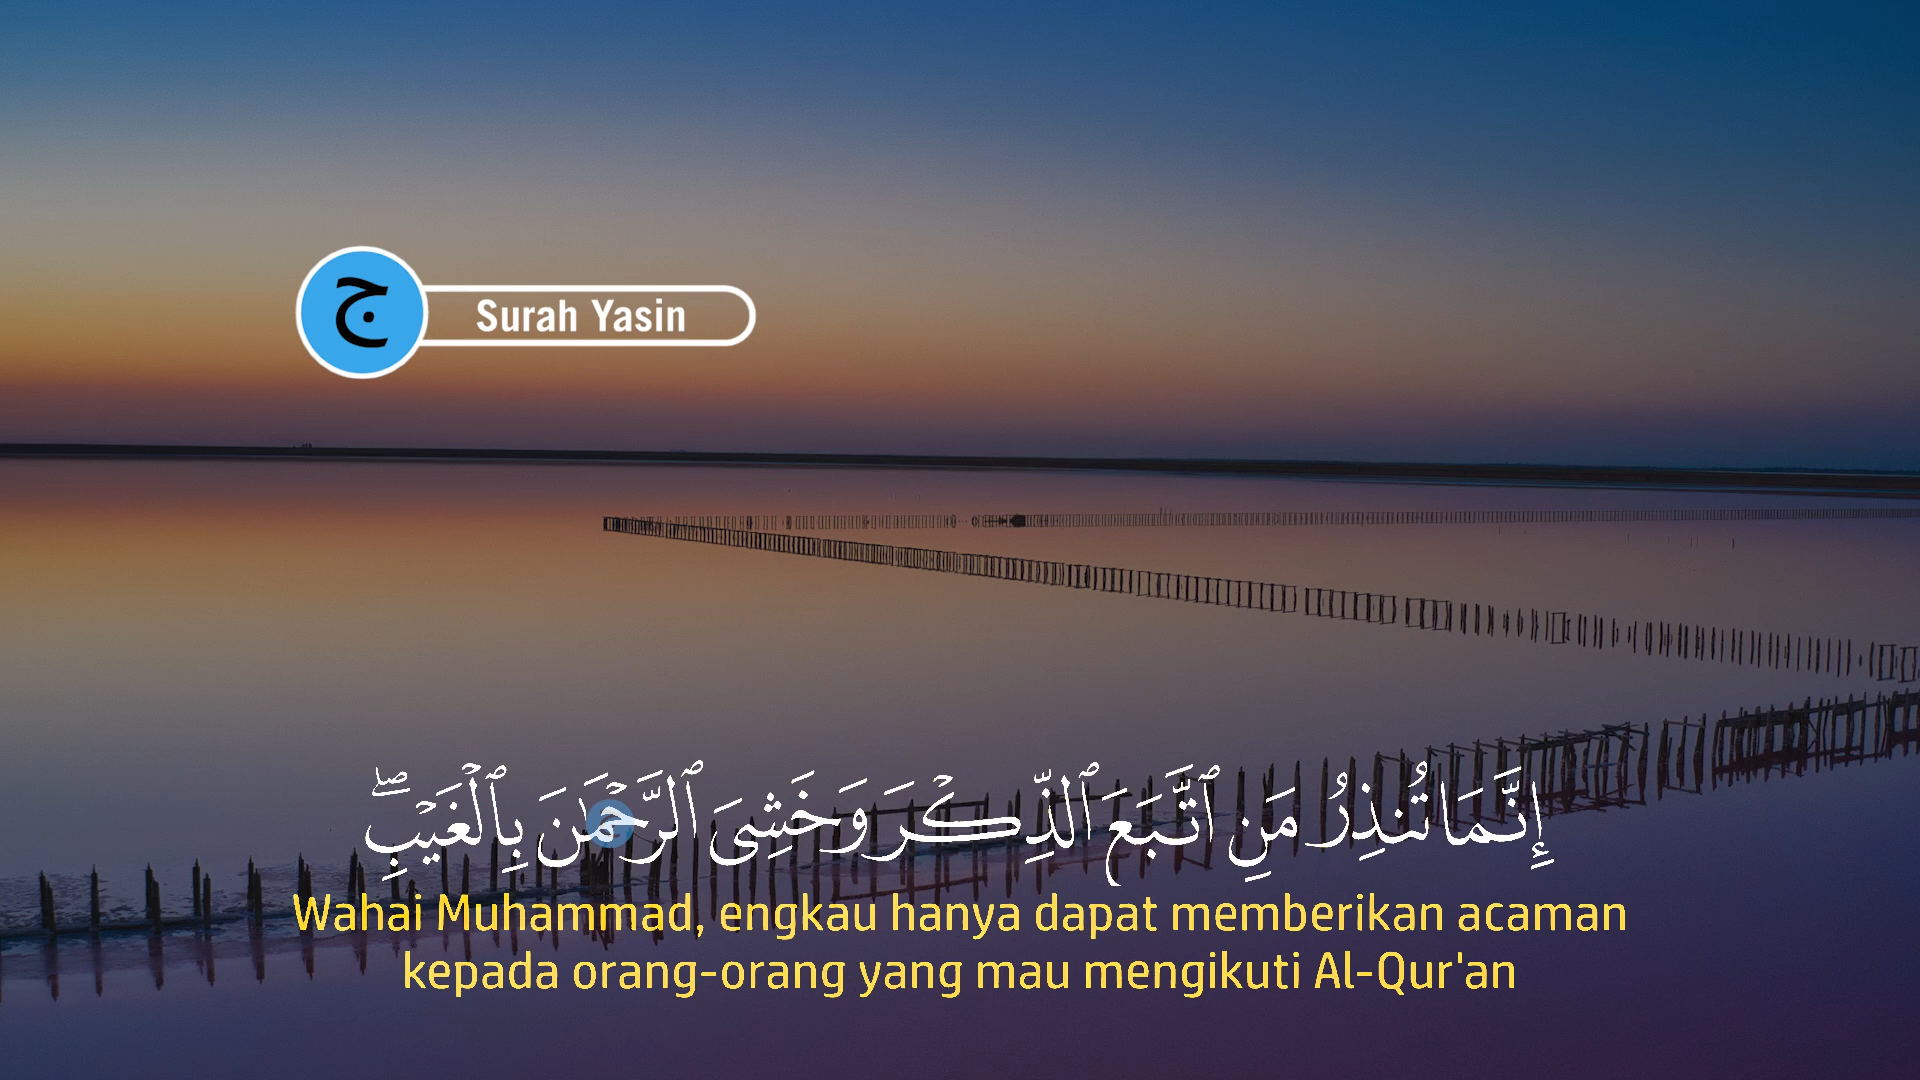 ج
Surah Yasin
إِنَّمَا تُنذِرُ مَنِ ٱتَّبَعَ ٱلذِّكْرَ وَخَشِىَ ٱلرَّحْمَٰنَ بِٱلْغَيْبِ ۖ
Wahai Muhammad, engkau hanya dapat memberikan acaman
kepada orang-orang yang mau mengikuti Al-Qur'an